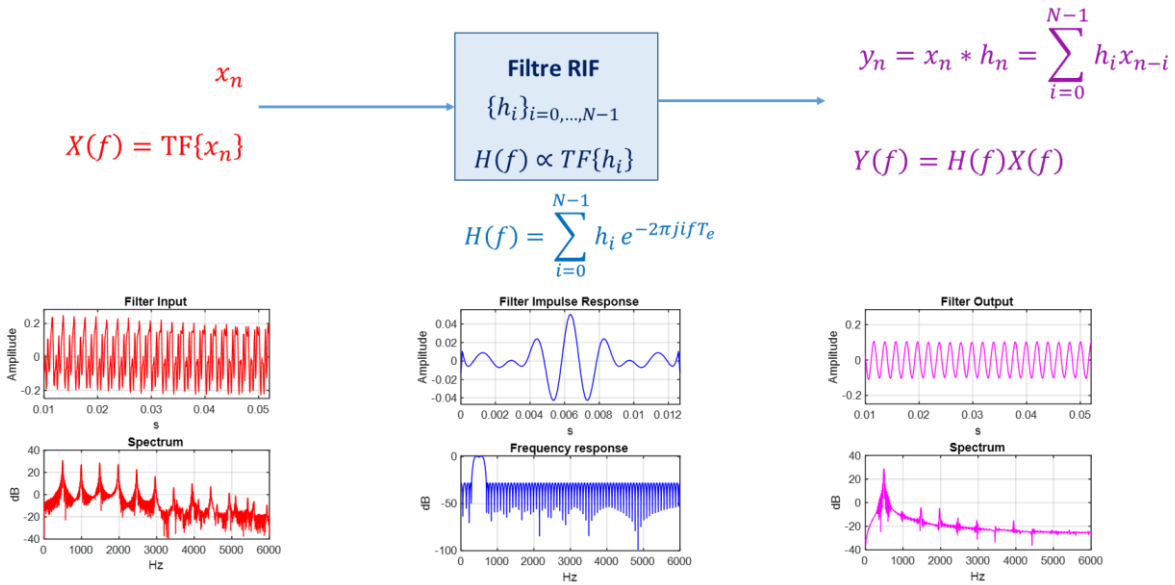 x_n
X(f) = TF{x_n}
Filtre RIF
{h_i}_{i=0,…,N−1}
H(f) ∝ TF{h_i}
H(f) = \sum_{i=0}^{N−1} h_i e^{−2πjifT_e}
y_n = x_n * h_n = \sum_{i=0}^{N−1} h_i x_{n−i}
Y(f) = H(f)X(f)
Filter Input
Amplitude
0.2
0
-0.2
0.01 0.02 0.03 0.04 0.05
s
Spectrum
dB
40
20
0
-20
-40
0 1000 2000 3000 4000 5000 6000
Hz
Filter Impulse Response
Amplitude
0.04
0.02
0
-0.02
-0.04
0 0.002 0.004 0.006 0.008 0.01 0.012
s
Frequency response
dB
0
-50
-100
0 1000 2000 3000 4000 5000 6000
Hz
Filter Output
Amplitude
0.2
0
-0.2
0.01 0.02 0.03 0.04 0.05
s
Spectrum
dB
40
20
0
-20
-40
0 1000 2000 3000 4000 5000 6000
Hz